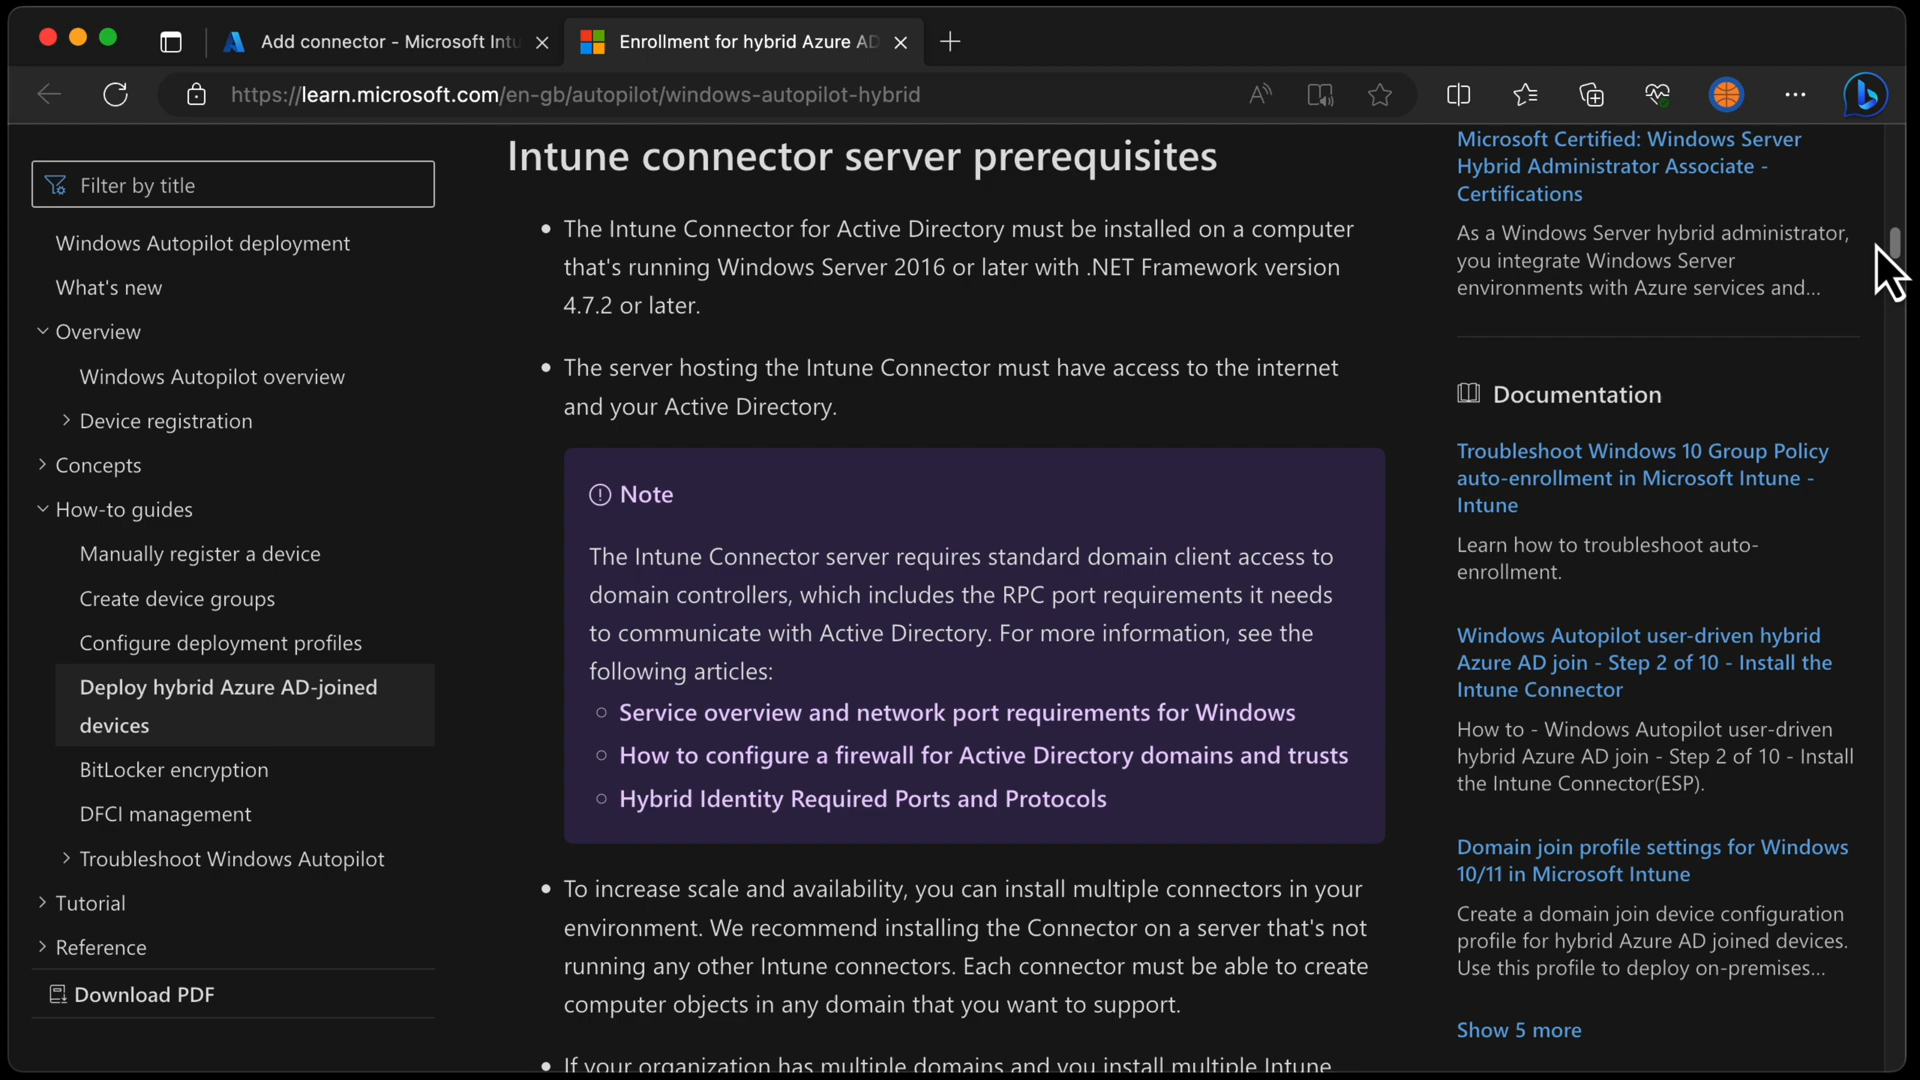 Add connector - Microsoft Intu
Enrollment for hybrid Azure AD
https://learn.microsoft.com/en-gb/autopilot/windows-autopilot-hybrid
Filter by title
Windows Autopilot deployment
What's new
Overview
Windows Autopilot overview
Device registration
Concepts
How-to guides
Manually register a device
Create device groups
Configure deployment profiles
Deploy hybrid Azure AD-joined
devices
BitLocker encryption
DFCI management
Troubleshoot Windows Autopilot
Tutorial
Reference
Download PDF
Intune connector server prerequisites
The Intune Connector for Active Directory must be installed on a computer
that's running Windows Server 2016 or later with .NET Framework version
4.7.2 or later.
The server hosting the Intune Connector must have access to the internet
and your Active Directory.
Note
The Intune Connector server requires standard domain client access to
domain controllers, which includes the RPC port requirements it needs
to communicate with Active Directory. For more information, see the
following articles:
Service overview and network port requirements for Windows
How to configure a firewall for Active Directory domains and trusts
Hybrid Identity Required Ports and Protocols
To increase scale and availability, you can install multiple connectors in your
environment. We recommend installing the Connector on a server that's not
running any other Intune connectors. Each connector must be able to create
computer objects in any domain that you want to support.
If your organization has multiple domains and you install multiple Intune
Microsoft Certified: Windows Server
Hybrid Administrator Associate -
Certifications
As a Windows Server hybrid administrator,
you integrate Windows Server
environments with Azure services and...
Documentation
Troubleshoot Windows 10 Group Policy
auto-enrollment in Microsoft Intune -
Intune
Learn how to troubleshoot auto-
enrollment.
Windows Autopilot user-driven hybrid
Azure AD join - Step 2 of 10 - Install the
Intune Connector
How to - Windows Autopilot user-driven
hybrid Azure AD join - Step 2 of 10 - Install
the Intune Connector(ESP).
Domain join profile settings for Windows
10/11 in Microsoft Intune
Create a domain join device configuration
profile for hybrid Azure AD joined devices.
Use this profile to deploy on-premises...
Show 5 more